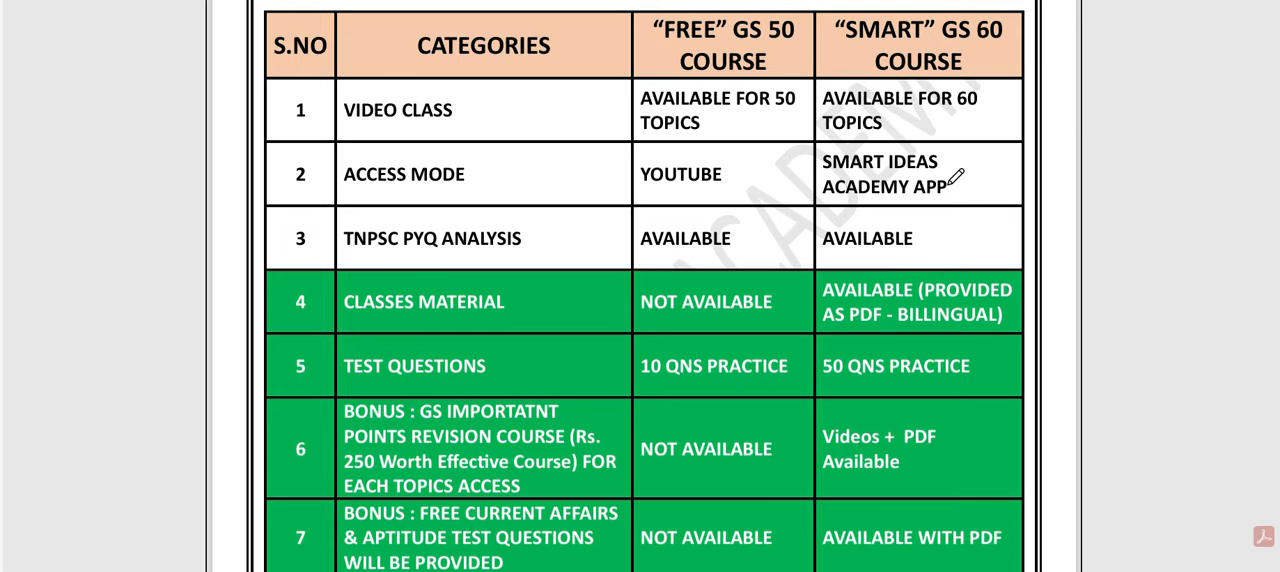 S.NO
CATEGORIES
“FREE” GS 50
COURSE
“SMART” GS 60
COURSE
1
VIDEO CLASS
AVAILABLE FOR 50
TOPICS
AVAILABLE FOR 60
TOPICS
2
ACCESS MODE
YOUTUBE
SMART IDEAS
ACADEMY APP
3
TNPSC PYQ ANALYSIS
AVAILABLE
AVAILABLE
4
CLASSES MATERIAL
NOT AVAILABLE
AVAILABLE (PROVIDED
AS PDF - BILLINGUAL)
5
TEST QUESTIONS
10 QNS PRACTICE
50 QNS PRACTICE
6
BONUS : GS IMPORTATNT
POINTS REVISION COURSE (Rs.
250 Worth Effective Course) FOR
EACH TOPICS ACCESS
NOT AVAILABLE
Videos + PDF
Available
7
BONUS : FREE CURRENT AFFAIRS
& APTITUDE TEST QUESTIONS
WILL BE PROVIDED
NOT AVAILABLE
AVAILABLE WITH PDF
ACADEMY